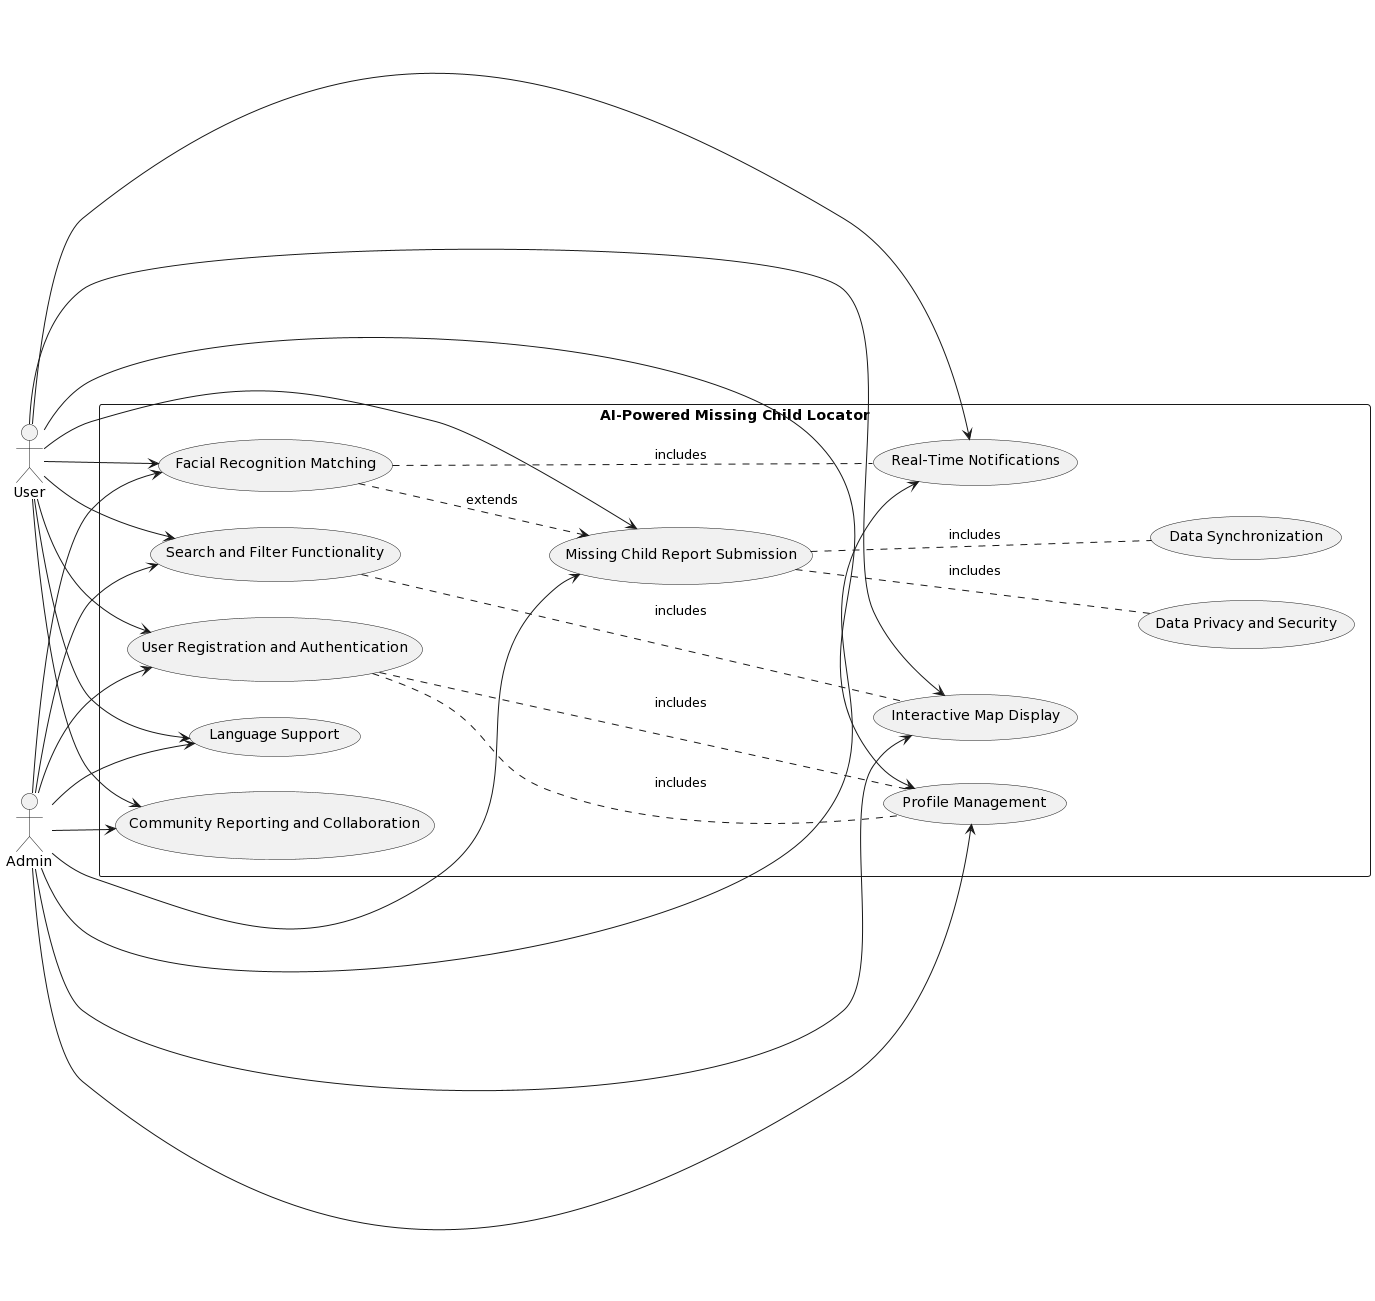 AI-Powered Missing Child Locator
User
Facial Recognition Matching
includes
Real-Time Notifications
extends
Search and Filter Functionality
Missing Child Report Submission
includes
Data Synchronization
includes
Data Privacy and Security
includes
User Registration and Authentication
includes
Interactive Map Display
Language Support
includes
Profile Management
Community Reporting and Collaboration
Admin